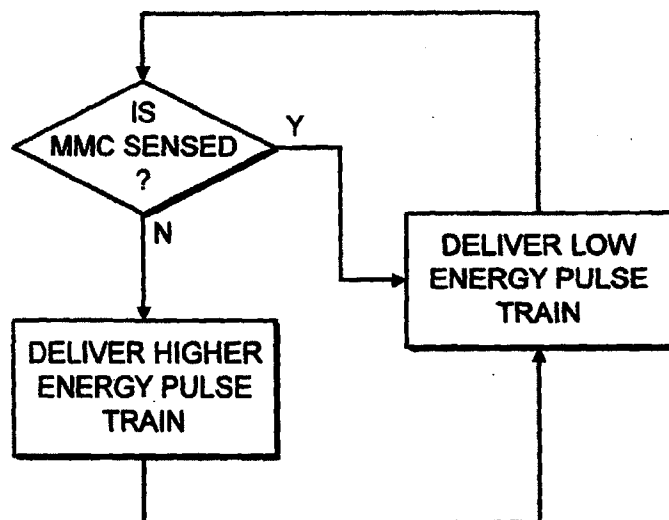 IS
MMC SENSED
?
Y
N
DELIVER LOW
ENERGY PULSE
TRAIN
DELIVER HIGHER
ENERGY PULSE
TRAIN